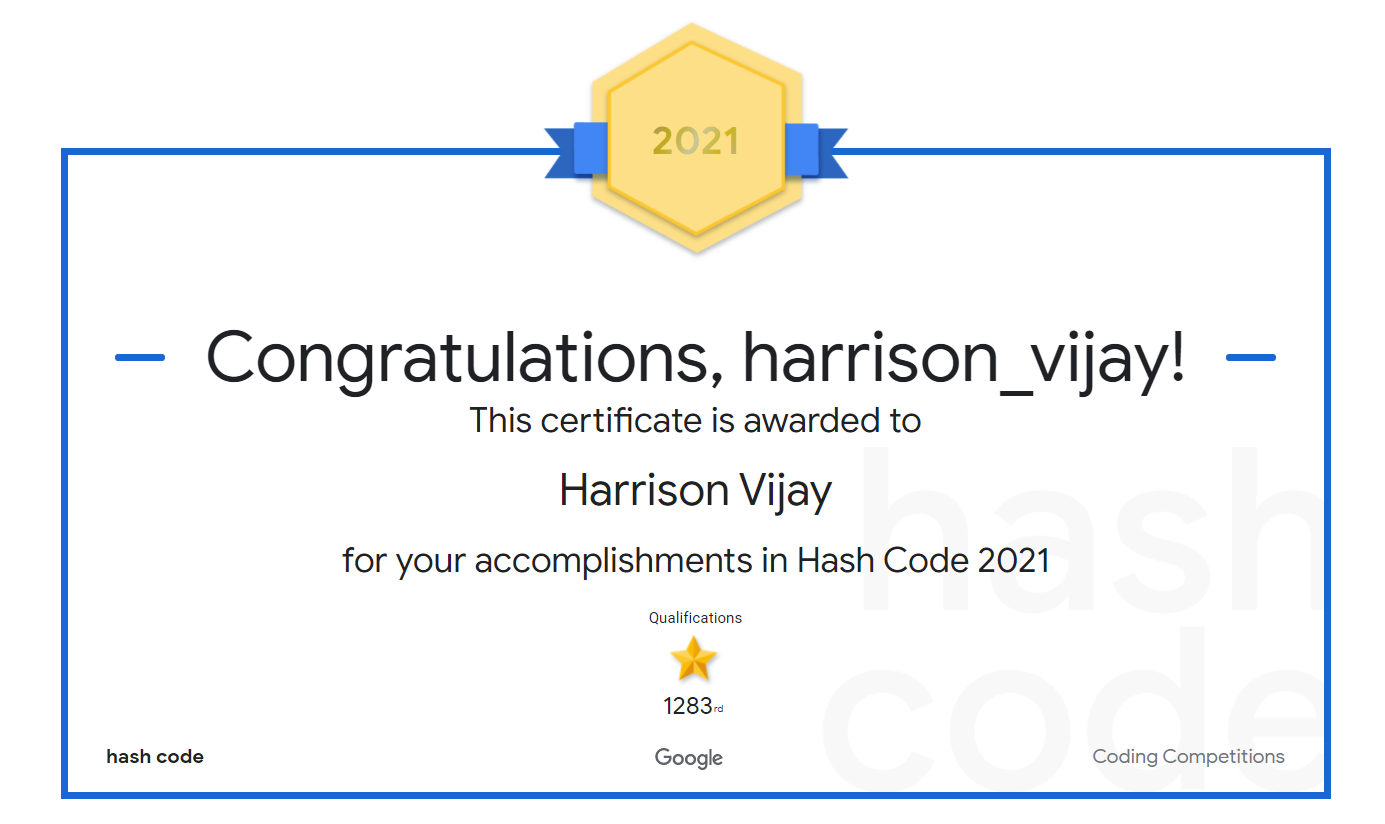 2021
Congratulations, harrison_vijay!
This certificate is awarded to
Harrison Vijay
for your accomplishments in Hash Code 2021
Qualifications
1283rd
hash code
Google
Coding Competitions
hash
code